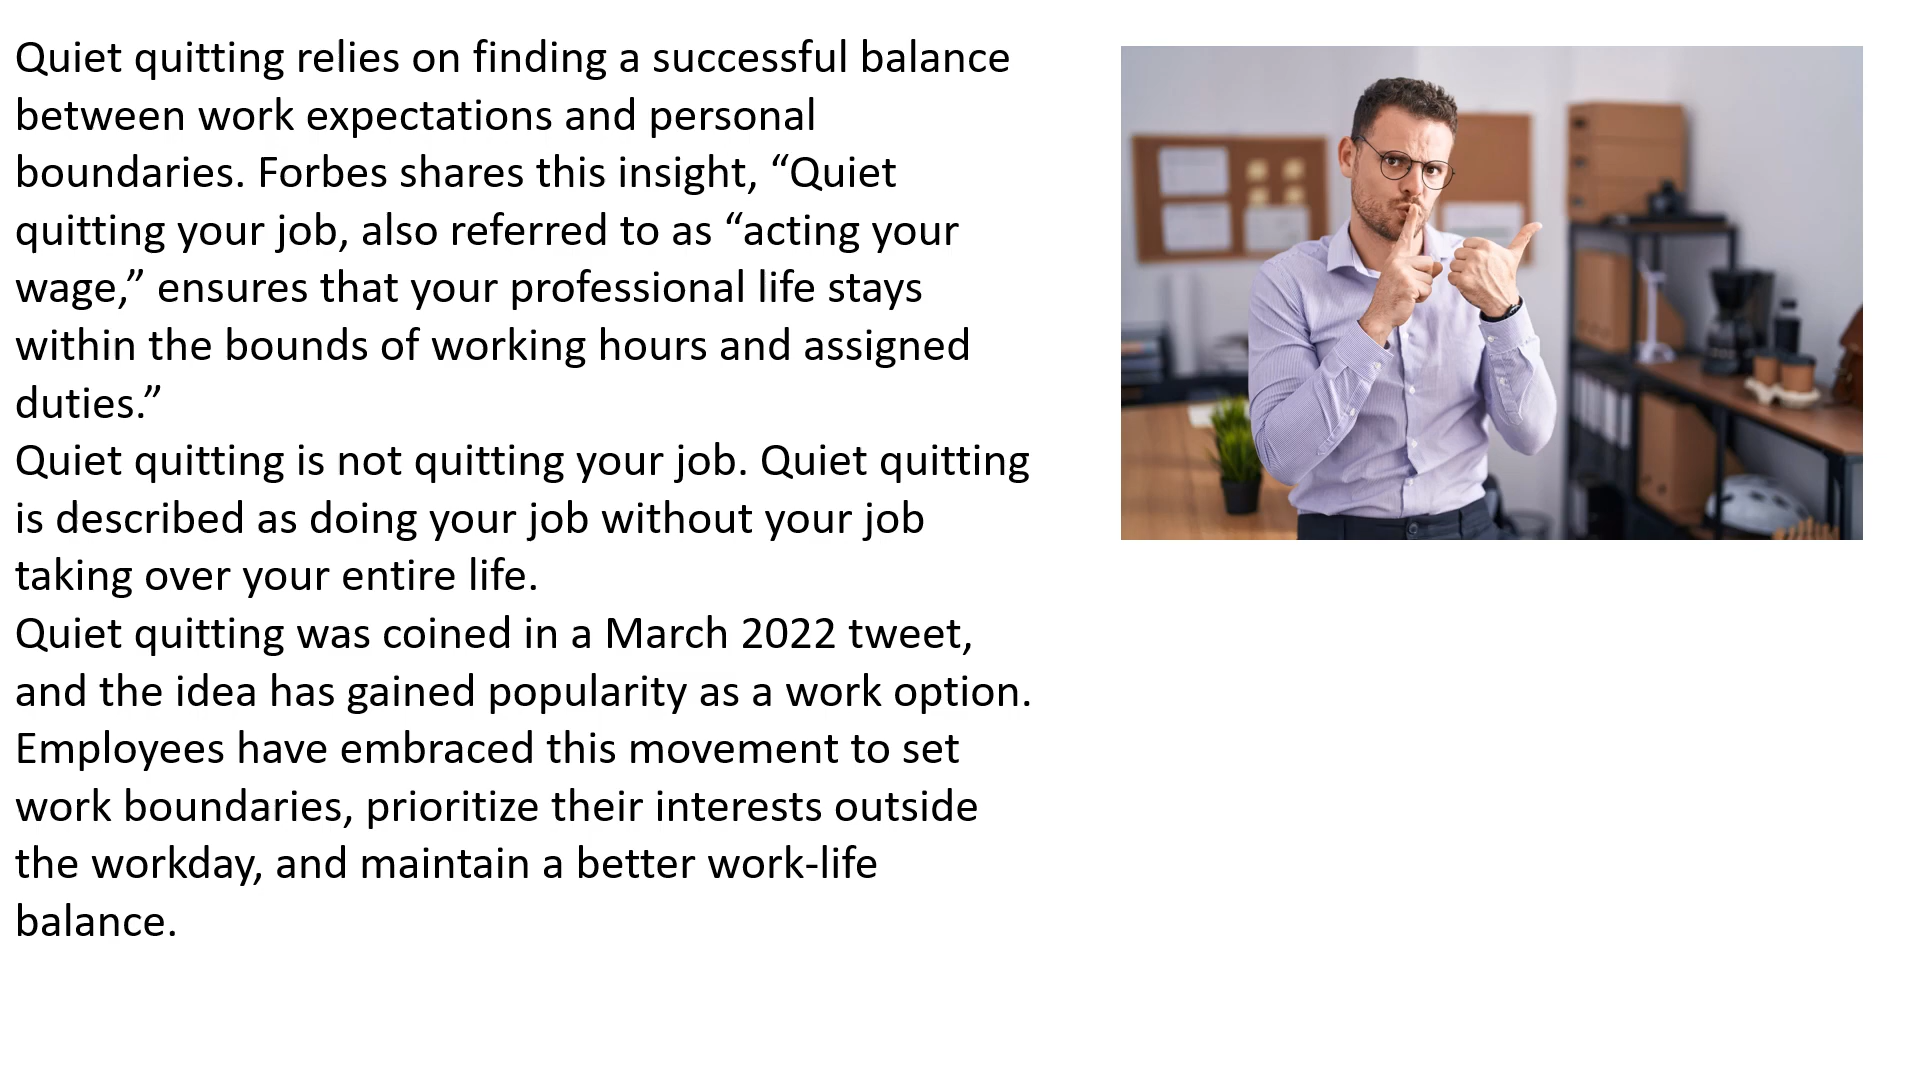 Quiet quitting relies on finding a successful balance
between work expectations and personal
boundaries. Forbes shares this insight, “Quiet
quitting your job, also referred to as “acting your
wage,” ensures that your professional life stays
within the bounds of working hours and assigned
duties.”
Quiet quitting is not quitting your job. Quiet quitting
is described as doing your job without your job
taking over your entire life.
Quiet quitting was coined in a March 2022 tweet,
and the idea has gained popularity as a work option.
Employees have embraced this movement to set
work boundaries, prioritize their interests outside
the workday, and maintain a better work-life
balance.